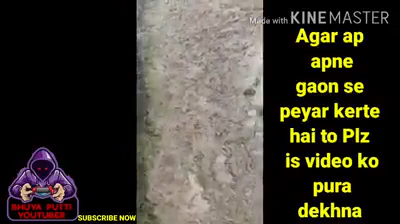 Made with KINEMASTER
Agar ap
apne
gaon se
peyar kerte
hai to Plz
is video ko
pura
dekhna
BHUYA PUTTI
YOUTUBER
SUBSCRIBE NOW